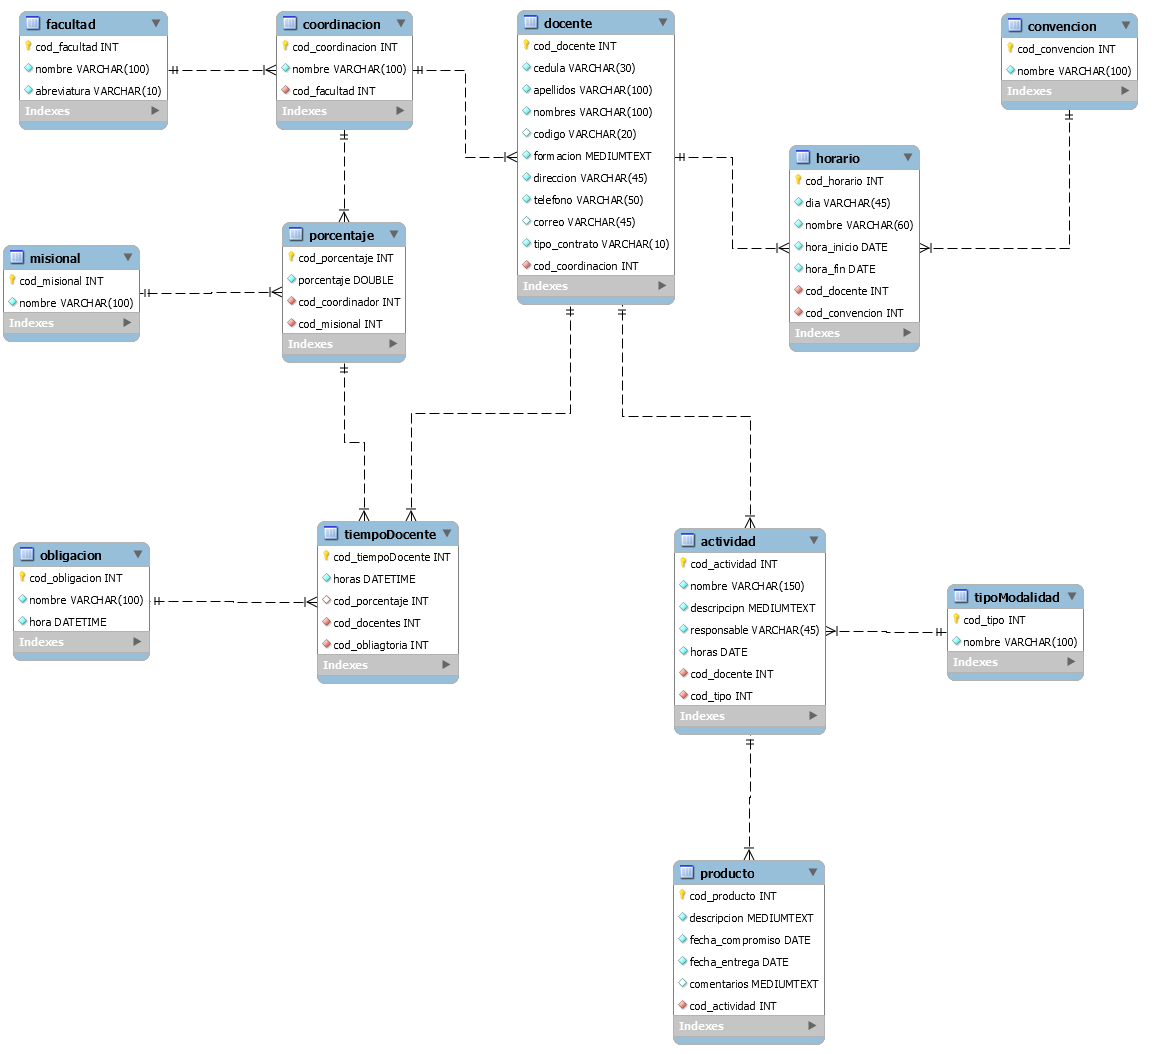 facultad
cod_facultad INT
nombre VARCHAR(100)
abreviatura VARCHAR(10)
Indexes
coordinacion
cod_coordinacion INT
nombre VARCHAR(100)
cod_facultad INT
Indexes
docente
cod_docente INT
cedula VARCHAR(30)
apellidos VARCHAR(100)
nombres VARCHAR(100)
codigo VARCHAR(20)
formacion MEDIUMTEXT
direccion VARCHAR(45)
telefono VARCHAR(50)
correo VARCHAR(45)
tipo_contrato VARCHAR(10)
cod_coordinacion INT
Indexes
convencion
cod_convencion INT
nombre VARCHAR(100)
Indexes
horario
cod_horario INT
dia VARCHAR(45)
nombre VARCHAR(60)
hora_inicio DATE
hora_fin DATE
cod_docente INT
cod_convencion INT
Indexes
misional
cod_misional INT
nombre VARCHAR(100)
Indexes
porcentaje
cod_porcentaje INT
porcentaje DOUBLE
cod_coordinador INT
cod_misional INT
Indexes
obligacion
cod_obligacion INT
nombre VARCHAR(100)
hora DATETIME
Indexes
tiempoDocente
cod_tiempoDocente INT
horas DATETIME
cod_porcentaje INT
cod_docentes INT
cod_obliagtoria INT
Indexes
actividad
cod_actividad INT
nombre VARCHAR(150)
descripcipn MEDIUMTEXT
responsable VARCHAR(45)
horas DATE
cod_docente INT
cod_tipo INT
Indexes
tipoModalidad
cod_tipo INT
nombre VARCHAR(100)
Indexes
producto
cod_producto INT
descripcion MEDIUMTEXT
fecha_compromiso DATE
fecha_entrega DATE
comentarios MEDIUMTEXT
cod_actividad INT
Indexes